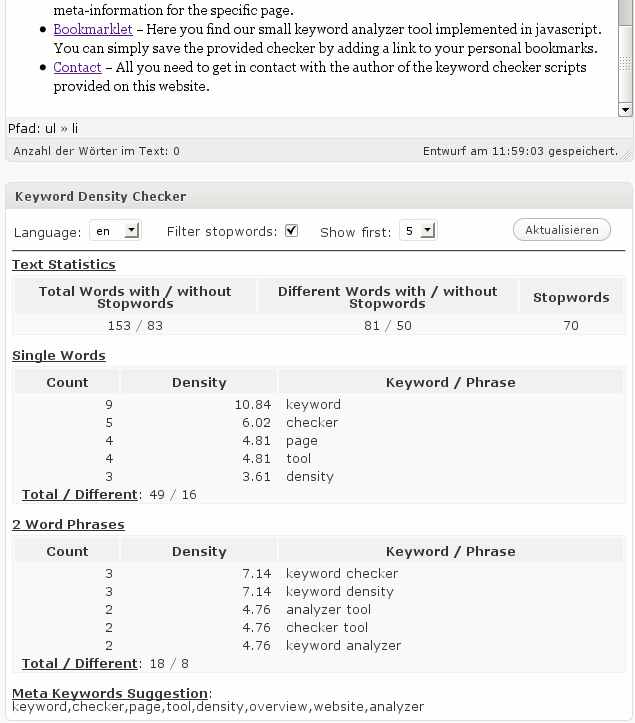 meta-information for the specific page.
Bookmarklet – Here you find our small keyword analyzer tool implemented in javascript.
You can simply save the provided checker by adding a link to your personal bookmarks.
Contact – All you need to get in contact with the author of the keyword checker scripts
provided on this website.
Pfad: ul » li
Anzahl der Wörter im Text: 0 Entwurf am 11:59:03 gespeichert.
Keyword Density Checker
Language: en Filter stopwords: Show first: 5 Aktualisieren
Text Statistics
Total Words with / without Stopwords Different Words with / without Stopwords Stopwords
153 / 83 81 / 50 70
Single Words
Count Density Keyword / Phrase
9 10.84 keyword
5 6.02 checker
4 4.81 page
4 4.81 tool
3 3.61 density
Total / Different: 49 / 16
2 Word Phrases
Count Density Keyword / Phrase
3 7.14 keyword checker
3 7.14 keyword density
2 4.76 analyzer tool
2 4.76 checker tool
2 4.76 keyword analyzer
Total / Different: 18 / 8
Meta Keywords Suggestion:
keyword,checker,page,tool,density,overview,website,analyzer